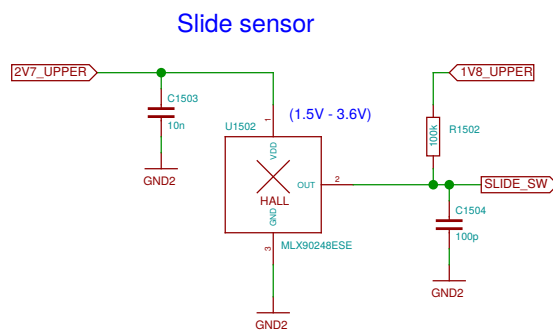 Slide sensor
2V7_UPPER
1V8_UPPER
C1503
10n
U1502
1
(1.5V - 3.6V)
VDD
100k
R1502
GND2
OUT
2
SLIDE_SW
HALL
GND
C1504
100p
3
MLX90248ESE
GND2
GND2